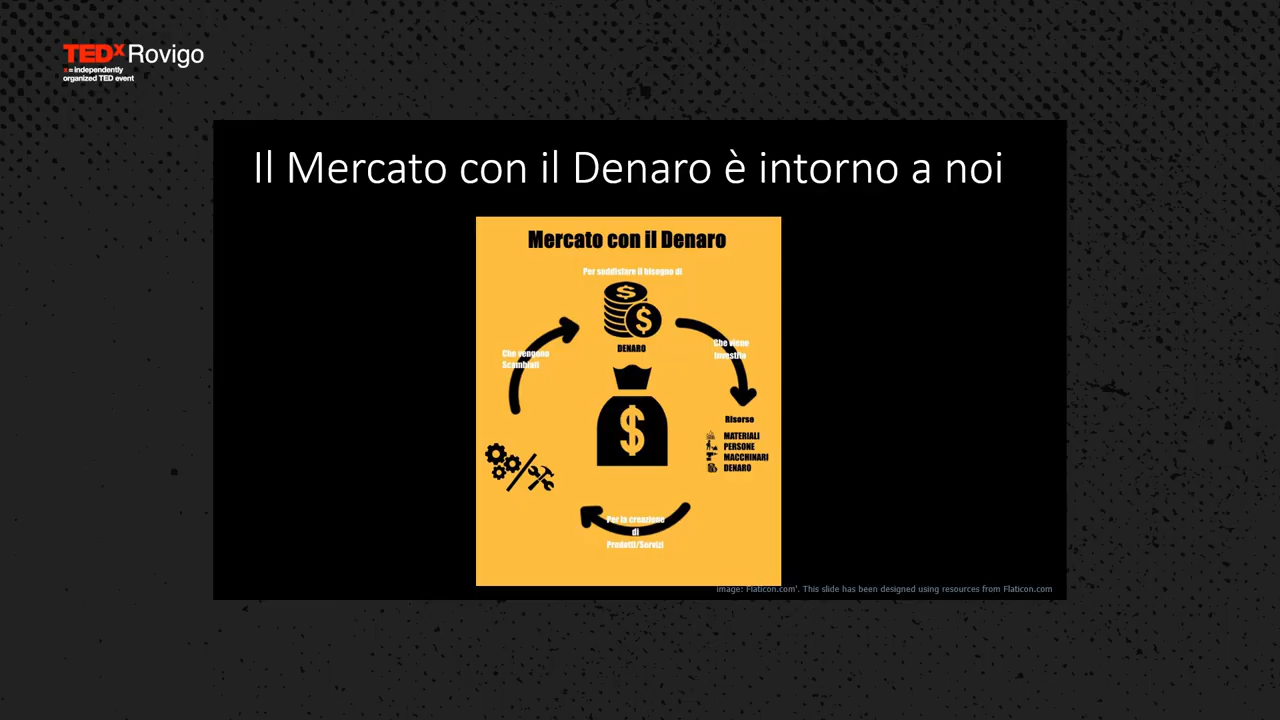 TEDxRovigo
x = independently
organized TED event
Il Mercato con il Denaro è intorno a noi
Mercato con il Denaro
Per soddisfare il bisogno di
DENARO
Che vengono
Scambiati
Che viene
Investito
Risorse
MATERIALI
PERSONE
MACCHINARI
DENARO
Per la creazione
di
Prodotti/Servizi
image: Flaticon.com'. This slide has been designed using resources from Flaticon.com